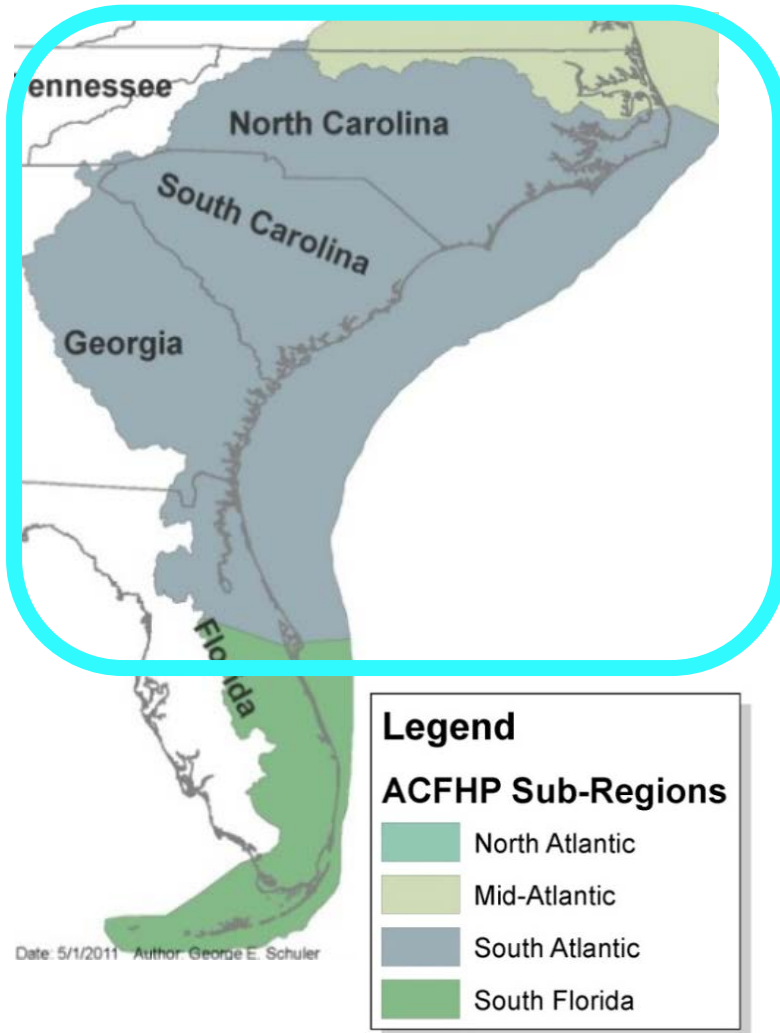 ennessee
North Carolina
South Carolina
Georgia
Florida
Legend
ACFHP Sub-Regions
North Atlantic
Mid-Atlantic
South Atlantic
South Florida
Date: 5/1/2011 Author: George E. Schuler